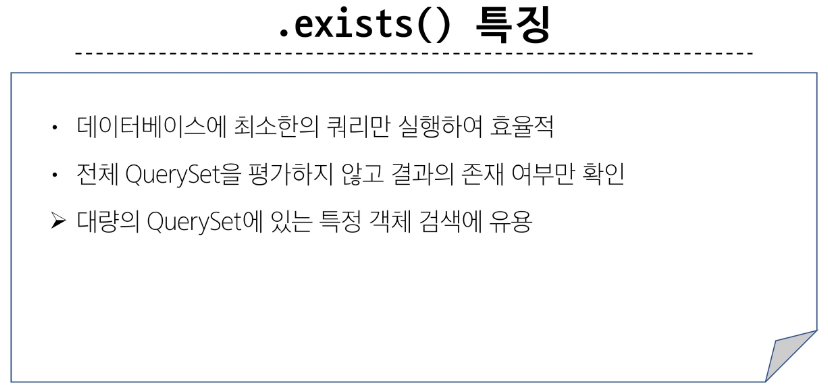 .exists() 특징
• 데이터베이스에 최소한의 쿼리만 실행하여 효율적
• 전체 QuerySet을 평가하지 않고 결과의 존재 여부만 확인
➢ 대량의 QuerySet에 있는 특정 객체 검색에 유용